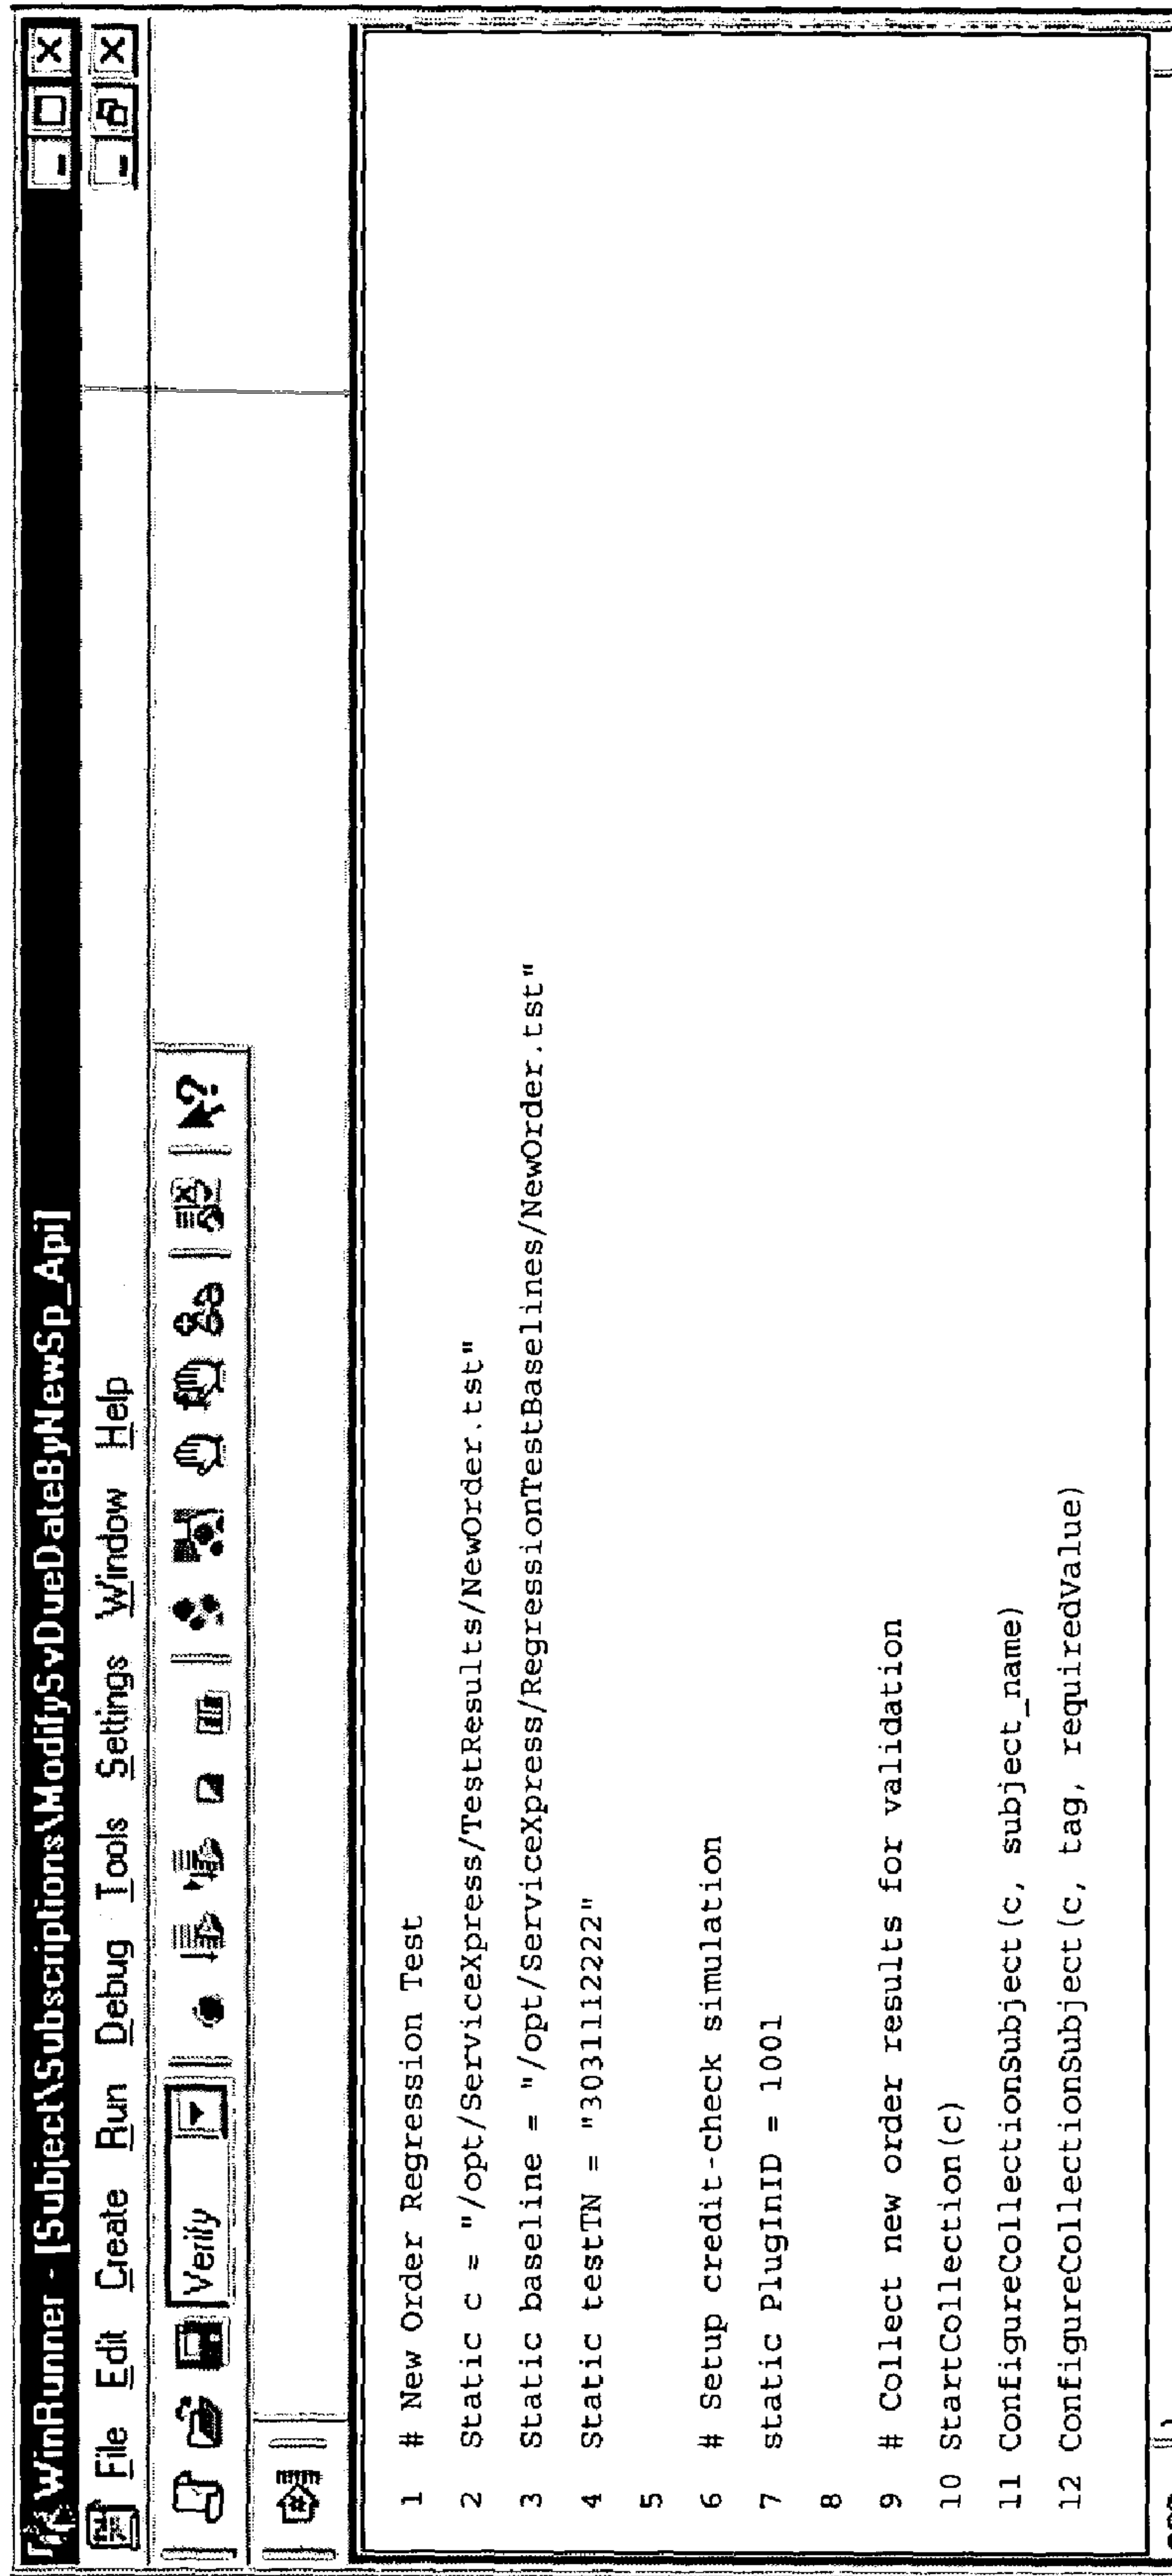 WinRunner - [Subject\Subscriptions\ModifySvDueDateByNewSp_Api]
File Edit Create Run Debug Tools Settings Window Help
Verify
1 # New Order Regression Test
2 Static c = "/opt/ServiceXpress/TestResults/NewOrder.tst"
3 Static baseline = "/opt/ServiceXpress/RegressionTestBaselines/NewOrder.tst"
4 Static testTN = "3031112222"
5
6 # Setup credit-check simulation
7 static PlugInID = 1001
8
9 # Collect new order results for validation
10 StartCollection(c)
11 ConfigureCollectionSubject(c, subject_name)
12 ConfigureCollectionSubject(c, tag, requiredValue)